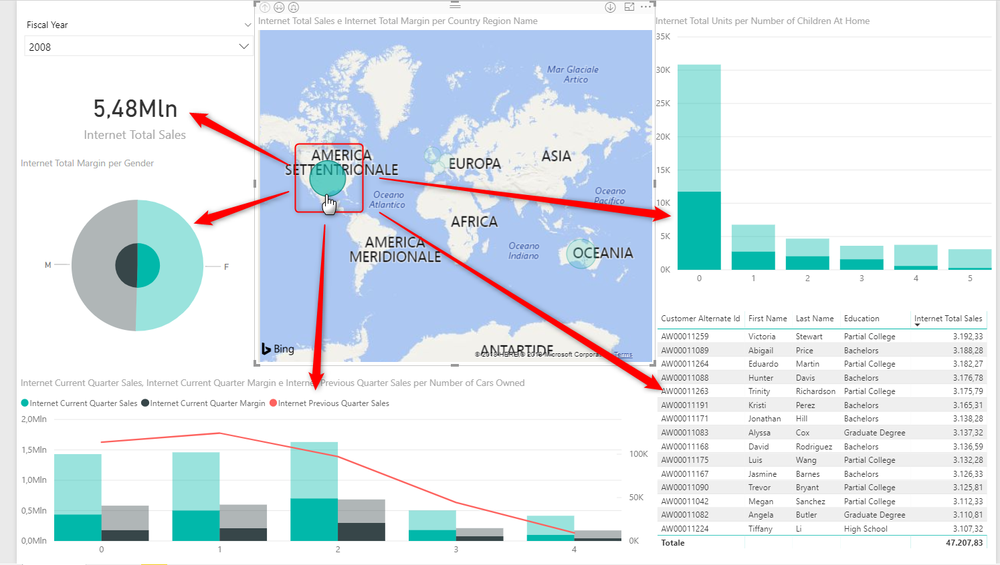 Fiscal Year
2008
5,48Mln
Internet Total Sales
Internet Total Margin per Gender
M
F
Internet Total Sales e Internet Total Margin per Country Region Name
Mar Glaciale
Artico
AMERICA
SETTENTRIONALE
EUROPA
ASIA
Oceano
Atlantico
Oceano
Pacifico
AFRICA
AMERICA
MERIDIONALE
Oceano
Indiano
OCEANIA
ANTARTIDE
Bing
© 2018 HERE, © 2018 Microsoft Terms
Internet Total Units per Number of Children At Home
35K
30K
25K
20K
15K
10K
5K
0K
0 1 2 3 4 5
Internet Current Quarter Sales, Internet Current Quarter Margin e Internet Previous Quarter Sales per Number of Cars Owned
Internet Current Quarter Sales Internet Current Quarter Margin Internet Previous Quarter Sales
2,0Mln
1,5Mln
1,0Mln
0,5Mln
0,0Mln
100K
50K
0K
0 1 2 3 4
Customer Alternate Id First Name Last Name Education Internet Total Sales
AW00011259 Victoria Stewart Partial College 3.192,33
AW00011089 Abigail Price Bachelors 3.188,28
AW00011264 Eduardo Martin Partial College 3.182,27
AW00011088 Hunter Davis Bachelors 3.176,78
AW00011263 Trinity Richardson Partial College 3.175,79
AW00011191 Kristi Perez Bachelors 3.165,31
AW00011171 Jonathan Hill Bachelors 3.138,28
AW00011083 Alyssa Cox Graduate Degree 3.137,32
AW00011168 David Rodriguez Bachelors 3.136,59
AW00011175 Luis Wang Partial College 3.132,28
AW00011167 Jasmine Barnes Bachelors 3.126,33
AW00011090 Trevor Bryant Partial College 3.125,81
AW00011042 Megan Sanchez Partial College 3.112,33
AW00011082 Angela Butler Graduate Degree 3.110,81
AW00011224 Tiffany Li High School 3.107,32
Totale 47.207,83